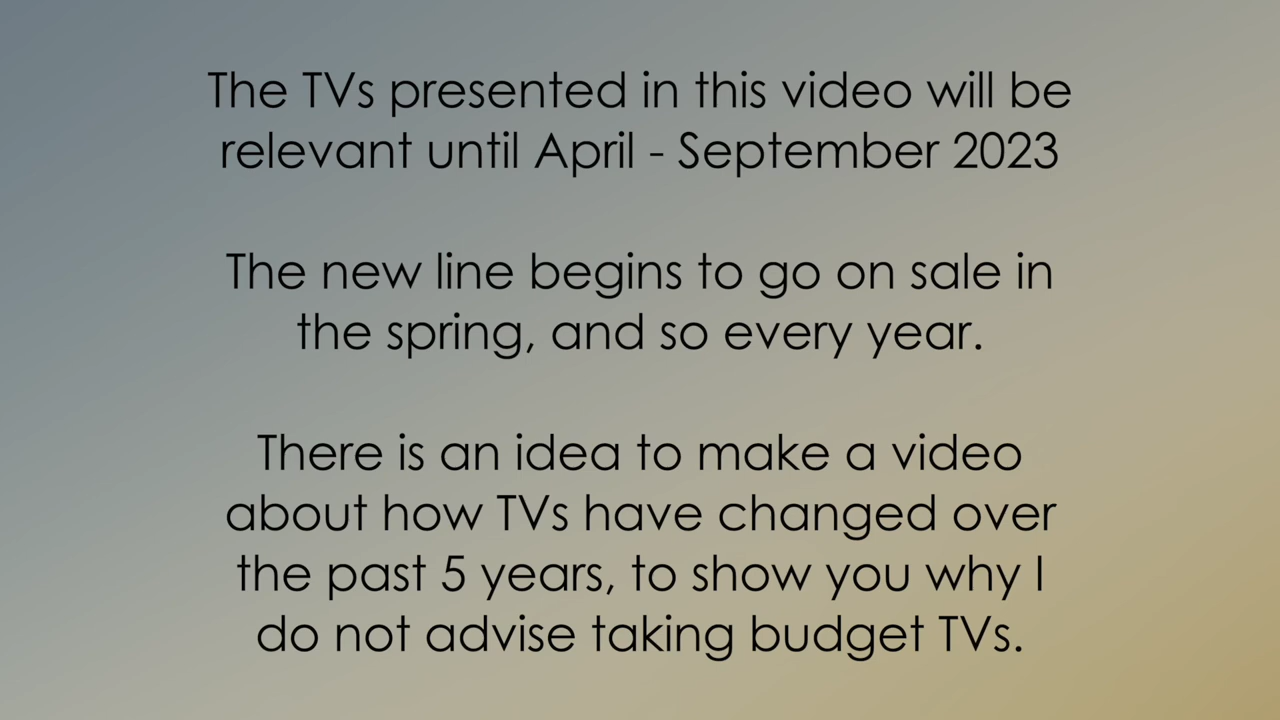 The TVs presented in this video will be
relevant until April - September 2023
The new line begins to go on sale in
the spring, and so every year.
There is an idea to make a video
about how TVs have changed over
the past 5 years, to show you why I
do not advise taking budget TVs.